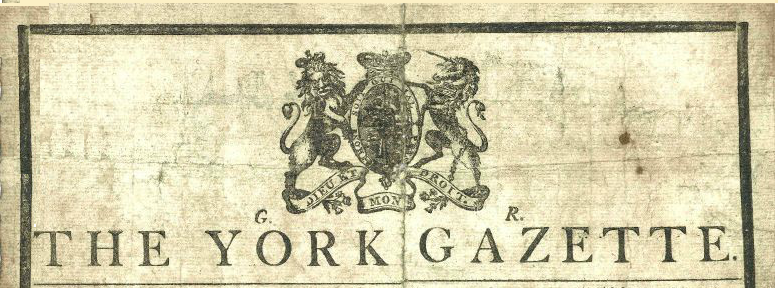 DIEU ET MON DROIT.
G. R.
THE YORK GAZETTE.